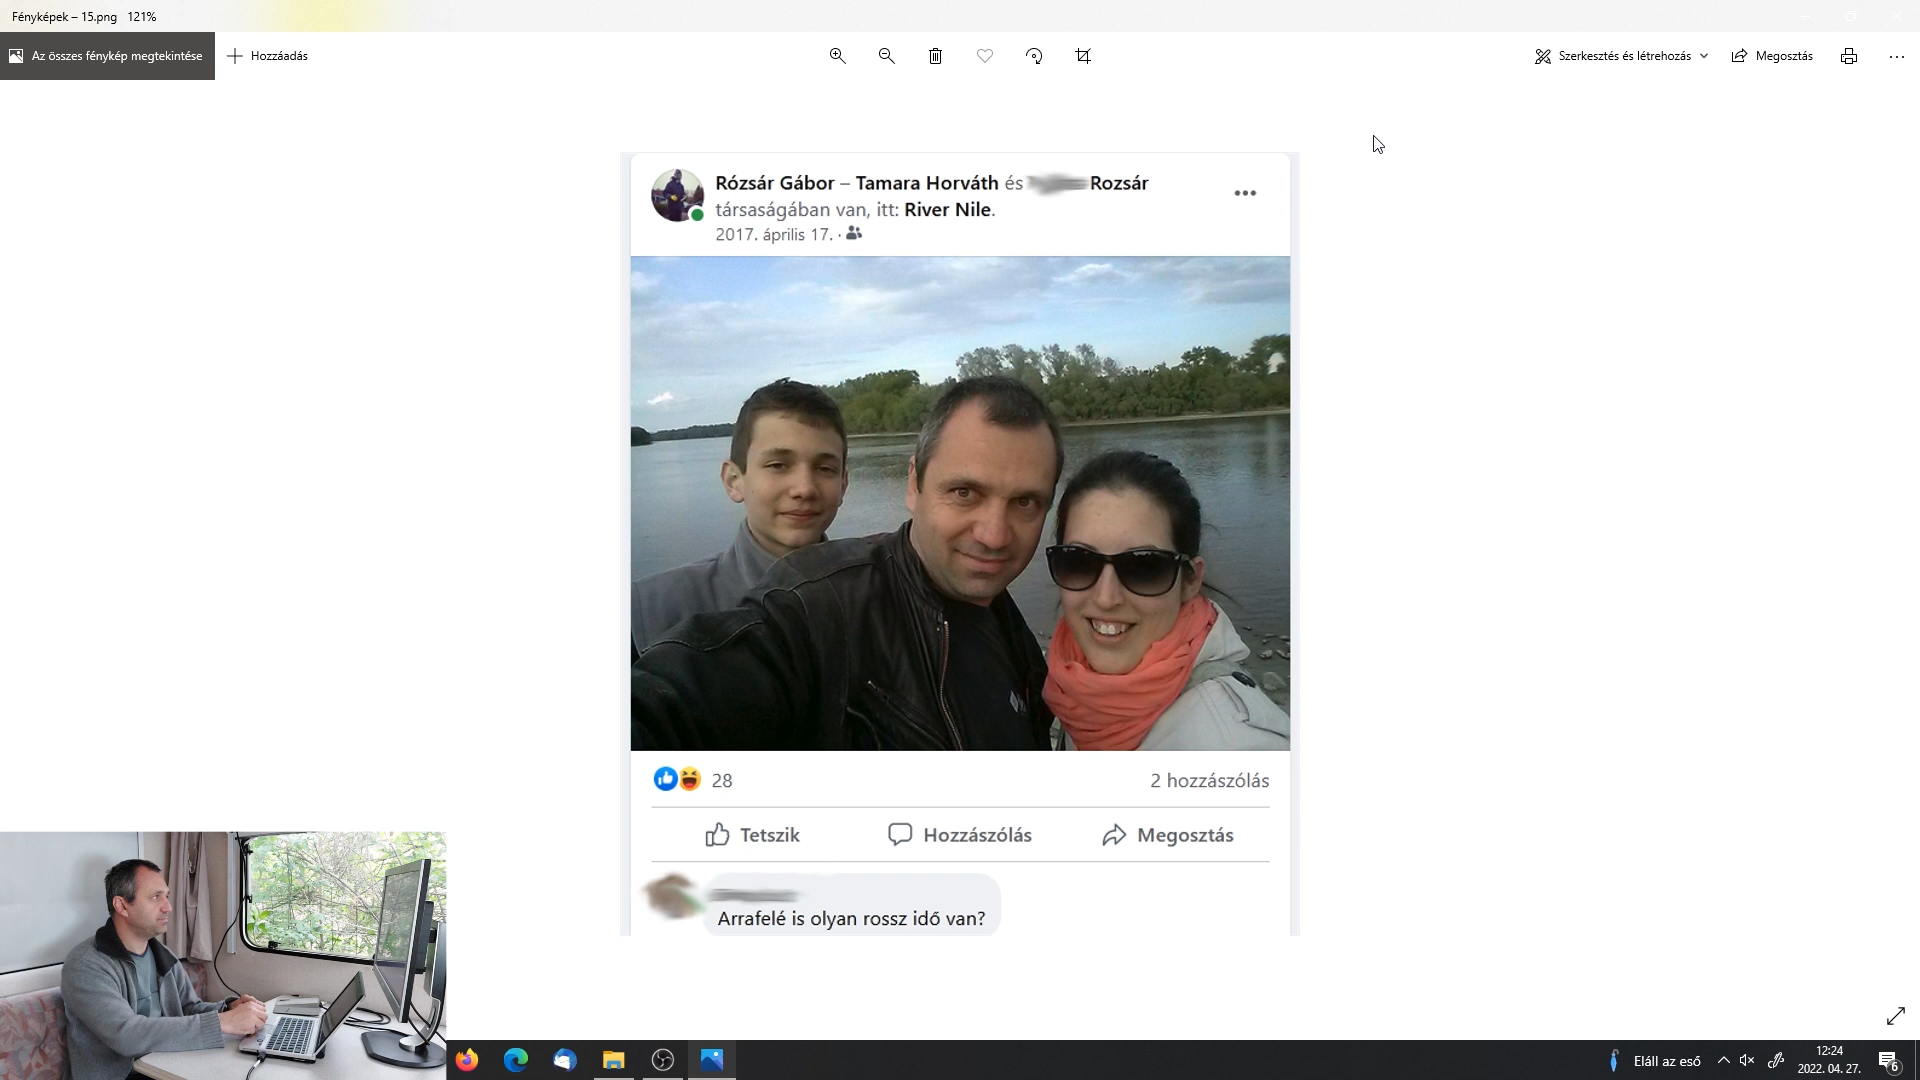 Fényképek – 15.png 121%
Az összes fénykép megtekintése
Hozzáadás
Szerkesztés és létrehozás
Megosztás
Rózsár Gábor – Tamara Horváth és Rozsár
társaságában van, itt: River Nile.
2017. április 17. ·
28
2 hozzászólás
Tetszik
Hozzászólás
Megosztás
Arrafelé is olyan rossz idő van?
Eláll az eső
12:24
2022. 04. 27.
6